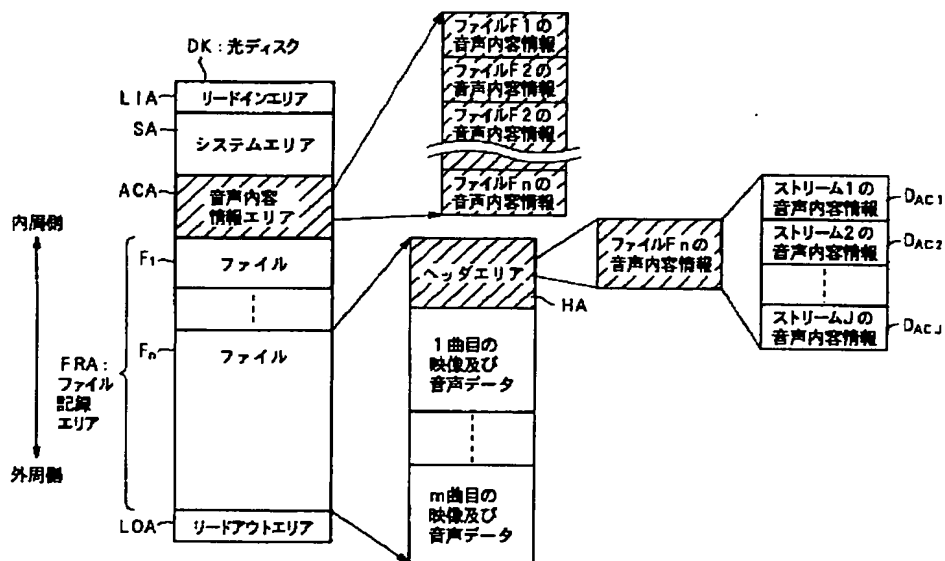 DK：光ディスク
LIA
リードインエリア
SA
システムエリア
ACA
音声内容
情報エリア
内周側
外周側
F1
ファイル
Fn
ファイル
FRA：
ファイル
記録
エリア
LOA
リードアウトエリア
ファイルF1の
音声内容情報
ファイルF2の
音声内容情報
ファイルF2の
音声内容情報
ファイルFnの
音声内容情報
ヘッダエリア
HA
1曲目の
映像及び
音声データ
m曲目の
映像及び
音声データ
ファイルFnの
音声内容情報
ストリーム1の
音声内容情報
DAC1
ストリーム2の
音声内容情報
DAC2
ストリームJの
音声内容情報
DACJ